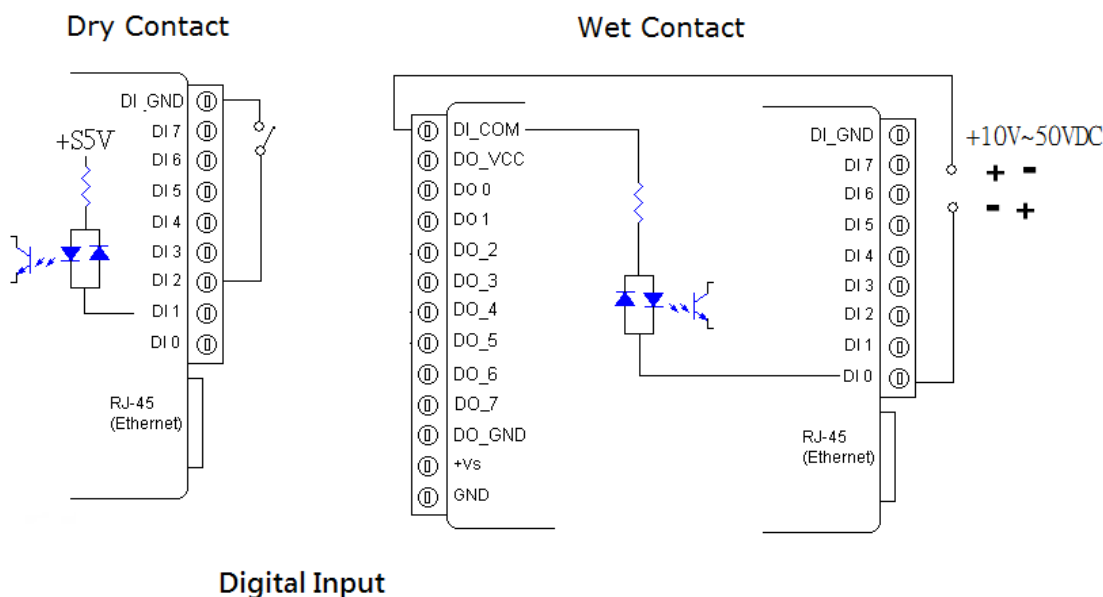 Dry Contact
DI_GND
DI 7
DI 6
DI 5
DI 4
DI 3
DI 2
DI 1
DI 0
+S5V
RJ-45
(Ethernet)
Wet Contact
DI_COM
DO_VCC
DO 0
DO 1
DO_2
DO_3
DO_4
DO_5
DO_6
DO_7
DO_GND
+Vs
GND
DI_GND
DI 7
DI 6
DI 5
DI 4
DI 3
DI 2
DI 1
DI 0
RJ-45
(Ethernet)
+10V~50VDC
+ -
- +
Digital Input